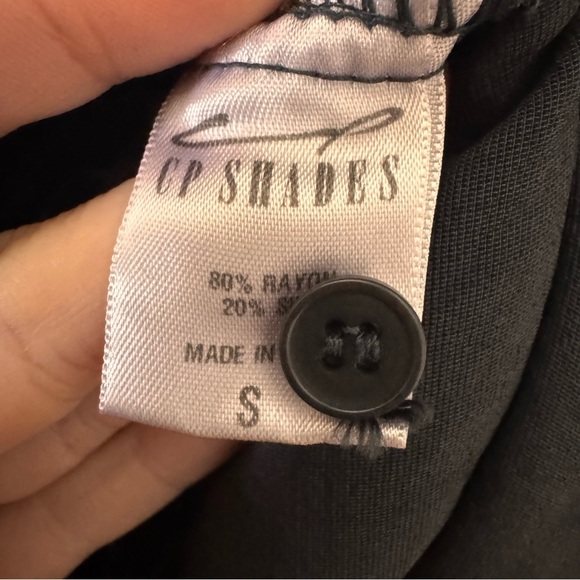 CP SHADES
80% RAYON
20%
MADE IN
S